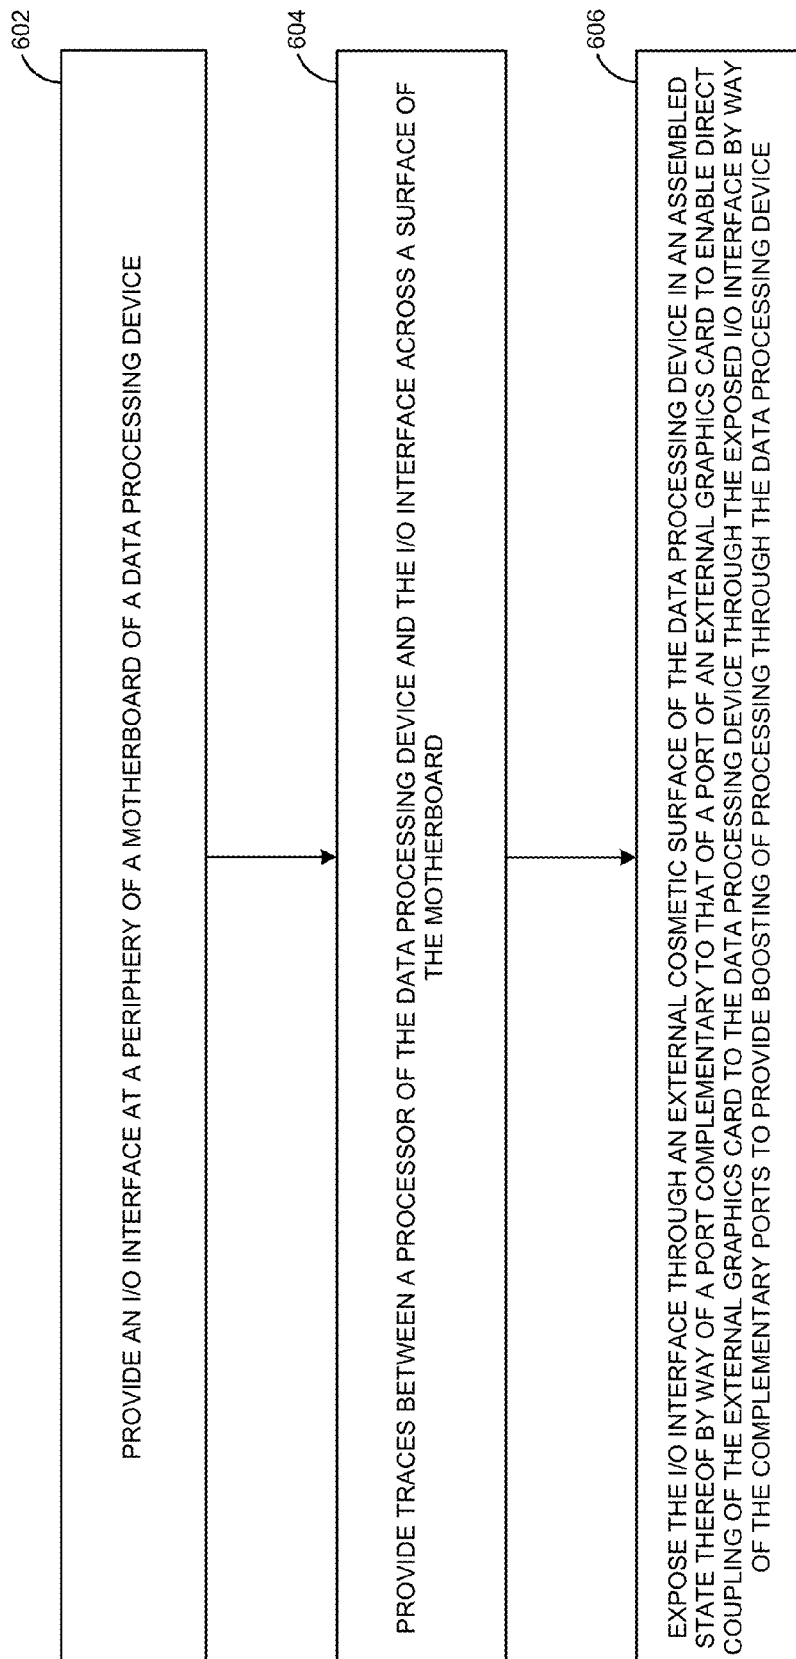 602
PROVIDE AN I/O INTERFACE AT A PERIPHERY OF A MOTHERBOARD OF A DATA PROCESSING DEVICE
604
PROVIDE TRACES BETWEEN A PROCESSOR OF THE DATA PROCESSING DEVICE AND THE I/O INTERFACE ACROSS A SURFACE OF
THE MOTHERBOARD
606
EXPOSE THE I/O INTERFACE THROUGH AN EXTERNAL COSMETIC SURFACE OF THE DATA PROCESSING DEVICE IN AN ASSEMBLED
STATE THEREOF BY WAY OF A PORT COMPLEMENTARY TO THAT OF A PORT OF AN EXTERNAL GRAPHICS CARD TO ENABLE DIRECT
COUPLING OF THE EXTERNAL GRAPHICS CARD TO THE DATA PROCESSING DEVICE THROUGH THE EXPOSED I/O INTERFACE BY WAY
OF THE COMPLEMENTARY PORTS TO PROVIDE BOOSTING OF PROCESSING THROUGH THE DATA PROCESSING DEVICE